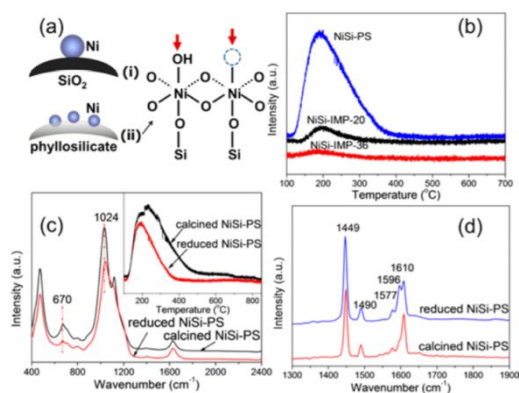 (a)
Ni
SiO2
(i)
Ni
phyllosilicate
(ii)
OH
O O O
Ni Ni
O O O
O O
Si Si
(b)
Intensity (a.u.)
NiSi-PS
NiSi-IMP-20
NiSi-IMP-36
100 200 300 400 500 600 700
Temperature (°C)
(c)
Intensity (a.u.)
1024
670
calcined NiSi-PS
reduced NiSi-PS
200 400 600 800
Temperature (°C)
reduced NiSi-PS
calcined NiSi-PS
400 800 1200 1600 2000 2400
Wavenumber (cm-1)
(d)
Intensity (a.u.)
1449
1610
1596
1577
1490
reduced NiSi-PS
calcined NiSi-PS
1300 1400 1500 1600 1700 1800 1900
Wavenumber (cm-1)